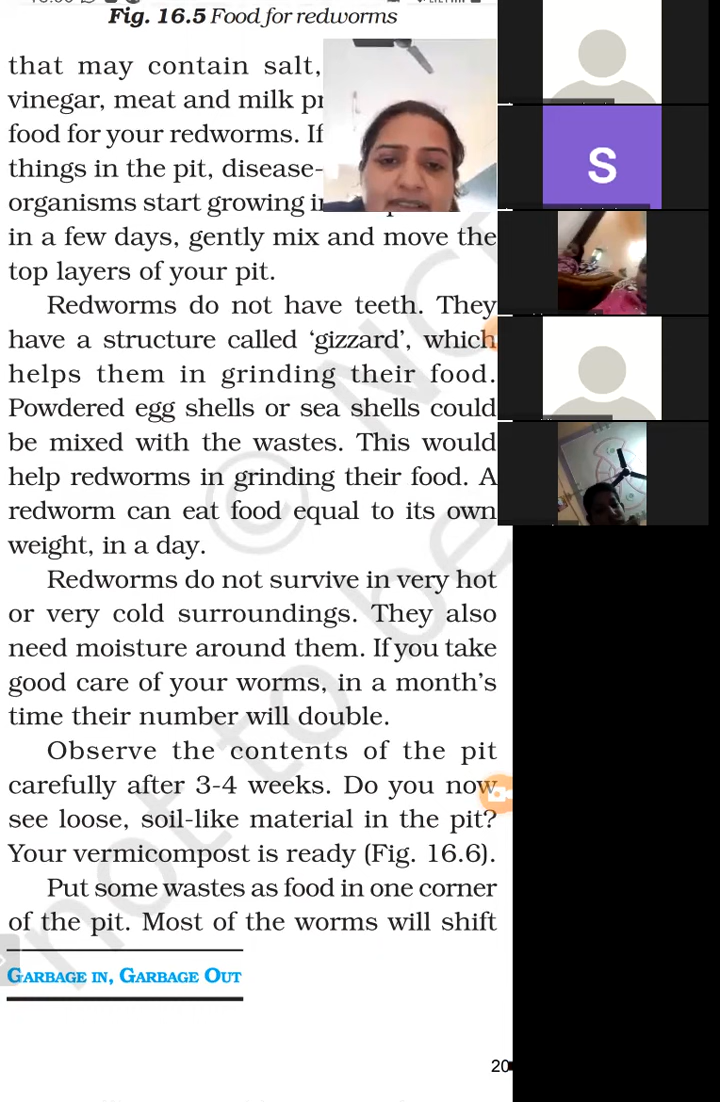 Fig. 16.5 Food for redworms
that may contain salt,
vinegar, meat and milk
food for your redworms. If
things in the pit, disease-
organisms start growing
in a few days, gently mix and move the
top layers of your pit.
Redworms do not have teeth. They
have a structure called ‘gizzard’, which
helps them in grinding their food.
Powdered egg shells or sea shells could
be mixed with the wastes. This would
help redworms in grinding their food. A
redworm can eat food equal to its own
weight, in a day.
Redworms do not survive in very hot
or very cold surroundings. They also
need moisture around them. If you take
good care of your worms, in a month’s
time their number will double.
Observe the contents of the pit
carefully after 3-4 weeks. Do you now
see loose, soil-like material in the pit?
Your vermicompost is ready (Fig. 16.6).
Put some wastes as food in one corner
of the pit. Most of the worms will shift
GARBAGE IN, GARBAGE OUT
20
S
© NC
not to be